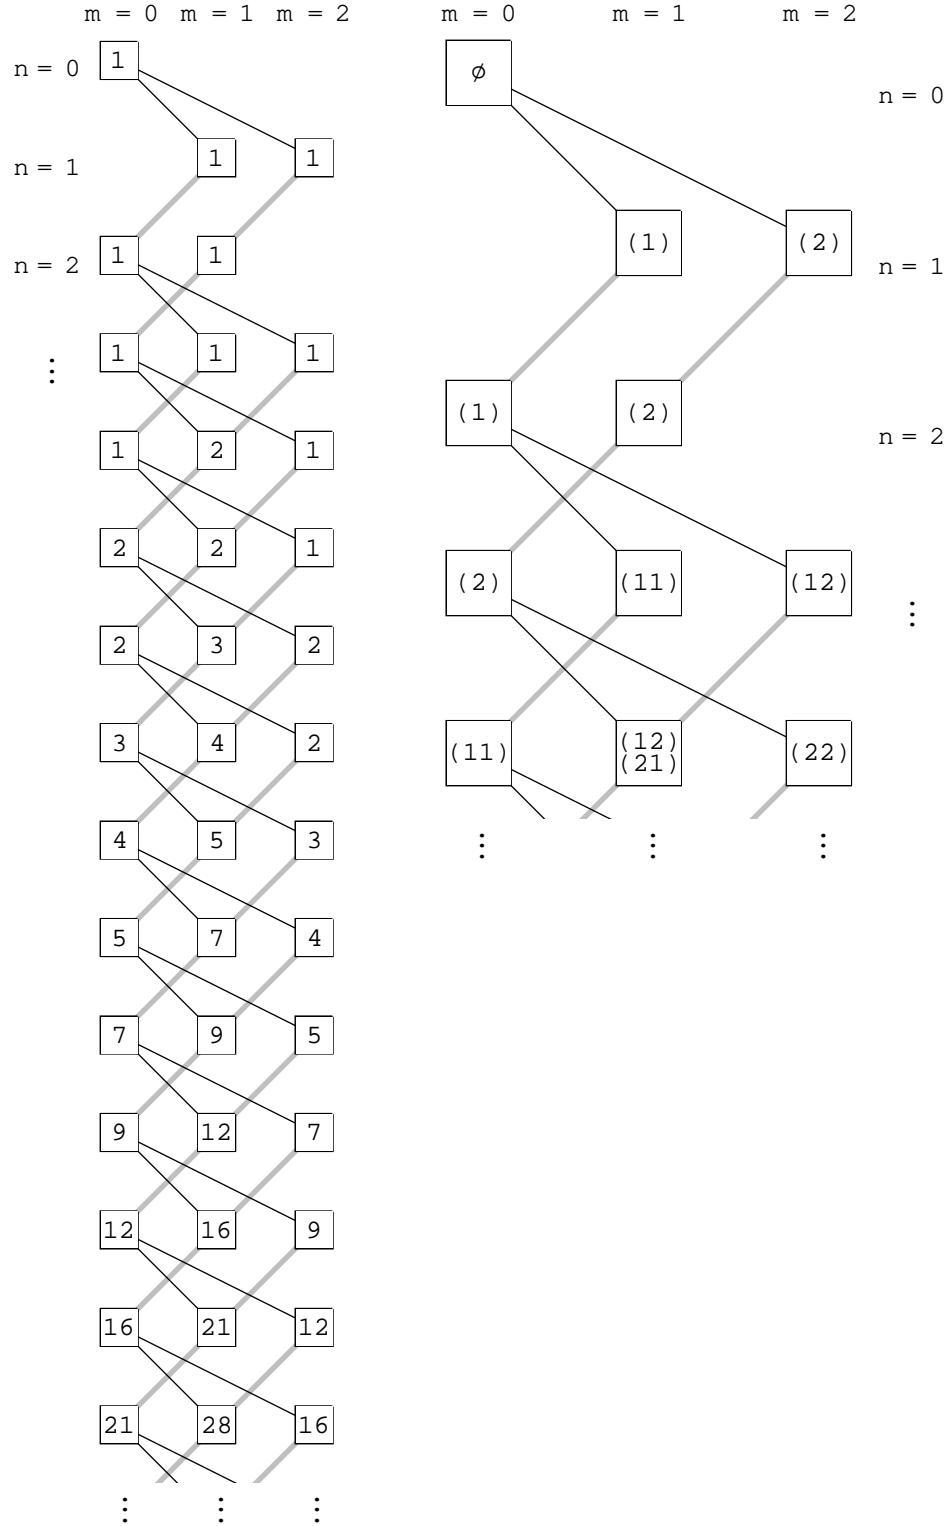 m = 0 m = 1 m = 2
n = 0 1
n = 1 1 1
n = 2 1 1
⋮ 1 1 1
1 2 1
2 2 1
2 3 2
3 4 2
4 5 3
5 7 4
7 9 5
9 12 7
12 16 9
16 21 12
21 28 16
⋮ ⋮ ⋮
m = 0 m = 1 m = 2
ø n = 0
(1) (2) n = 1
(1) (2) n = 2
(2) (11) (12) ⋮
(11) (12) (22)
(21)
⋮ ⋮ ⋮